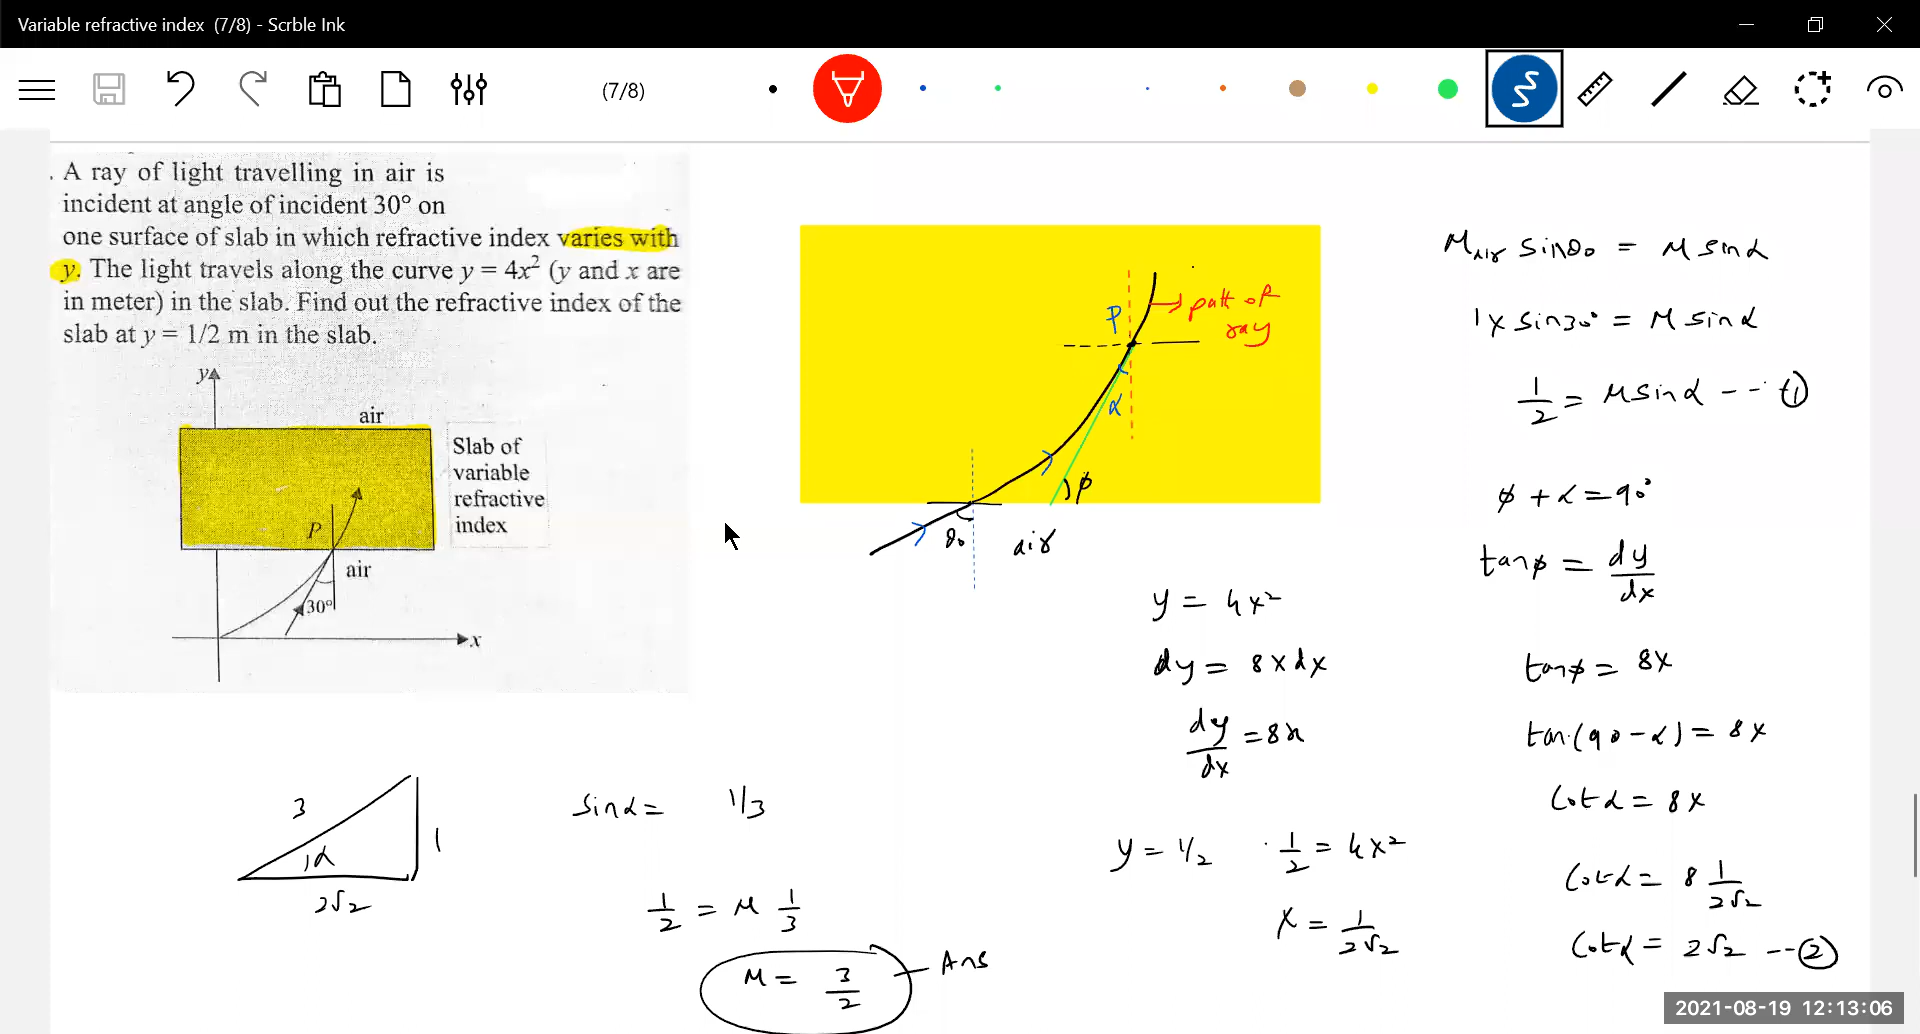 Variable refractive index (7/8) - Scrble Ink
(7/8)
. A ray of light travelling in air is
incident at angle of incident 30° on
one surface of slab in which refractive index varies with
y. The light travels along the curve y = 4x² (y and x are
in meter) in the slab. Find out the refractive index of the
slab at y = 1/2 m in the slab.
y
air
Slab of
variable
refractive
index
P
air
30°
x
P
path of
ray
α
ϕ
θ₀
air
y = 4x²
dy = 8x dx
dy/dx = 8x
y = 1/2
1/2 = 4x²
x = 1/2√2
μair sinθ₀ = μ sinα
1 x sin30° = μ sinα
1/2 = μ sinα --- ①
ϕ + α = 90°
tanϕ = dy/dx
tanϕ = 8x
tan(90-α) = 8x
Cotα = 8x
Cotα = 8 1/2√2
Cotα = 2√2 --- ②
3
α
1
2√2
sinα = 1/3
1/2 = μ 1/3
μ = 3/2
Ans
2021-08-19 12:13:06